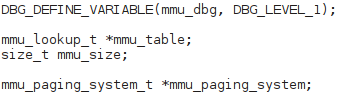 DBG_DEFINE_VARIABLE(mmu_dbg, DBG_LEVEL_1);
mmu_lookup_t *mmu_table;
size_t mmu_size;
mmu_paging_system_t *mmu_paging_system;